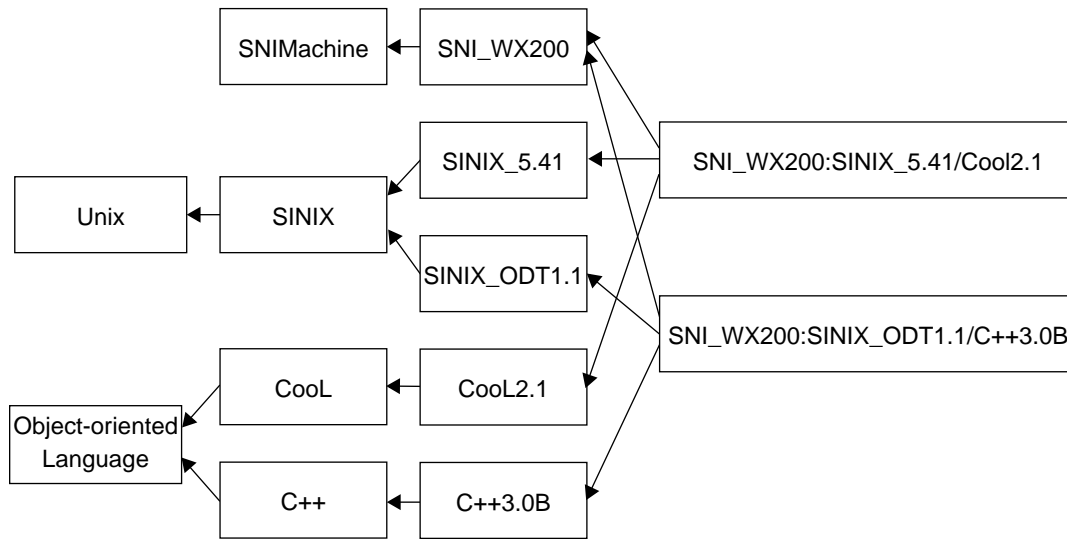 SNIMachine
SNI_WX200
SINIX_5.41
SNI_WX200:SINIX_5.41/Cool2.1
Unix
SINIX
SINIX_ODT1.1
SNI_WX200:SINIX_ODT1.1/C++3.0B
CooL
CooL2.1
Object-oriented
Language
C++
C++3.0B